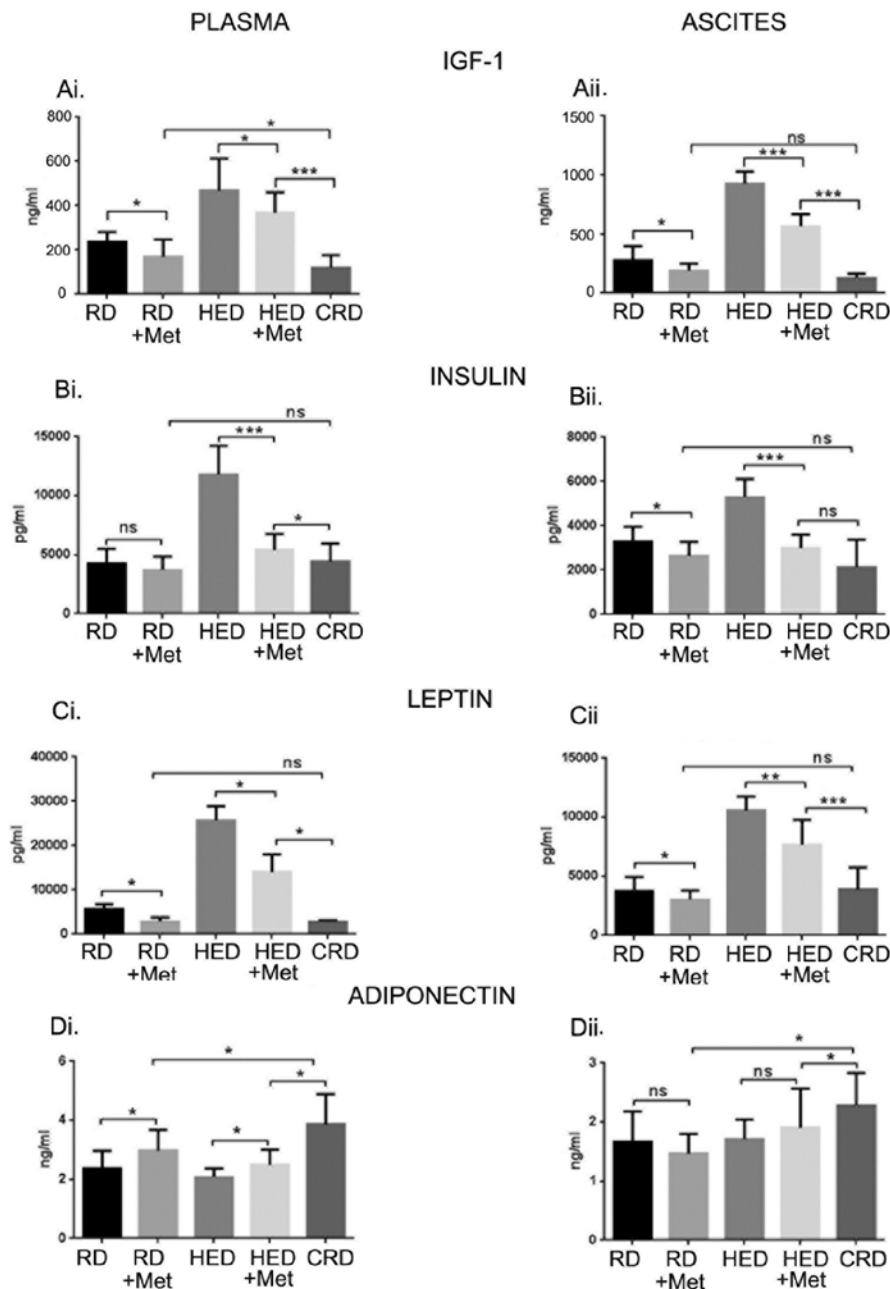 PLASMA ASCITES
IGF-1
Ai. Aii.
800
600
400
200
0
ng/ml
* * * ***
RD RD +Met HED HED +Met CRD
1500
1000
500
0
ng/ml
* ns *** ***
RD RD +Met HED HED +Met CRD
INSULIN
Bi. Bii.
15000
10000
5000
0
pg/ml
ns ns *** *
RD RD +Met HED HED +Met CRD
8000
6000
4000
2000
0
pg/ml
* ns *** ns
RD RD +Met HED HED +Met CRD
LEPTIN
Ci. Cii
40000
30000
20000
10000
0
pg/ml
* ns * *
RD RD +Met HED HED +Met CRD
15000
10000
5000
0
pg/ml
* ns ** ***
RD RD +Met HED HED +Met CRD
ADIPONECTIN
Di. Dii.
6
4
2
0
ng/ml
* * * *
RD RD +Met HED HED +Met CRD
3
2
1
0
ng/ml
ns * ns *
RD RD +Met HED HED +Met CRD